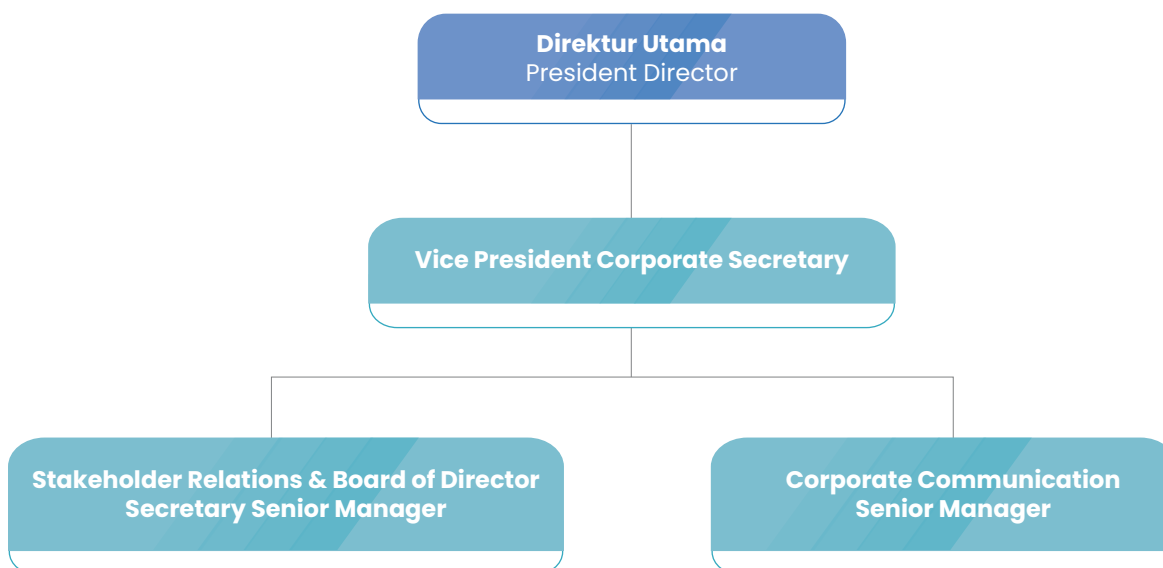 Direktur Utama
President Director
Vice President Corporate Secretary
Stakeholder Relations & Board of Director
Secretary Senior Manager
Corporate Communication
Senior Manager